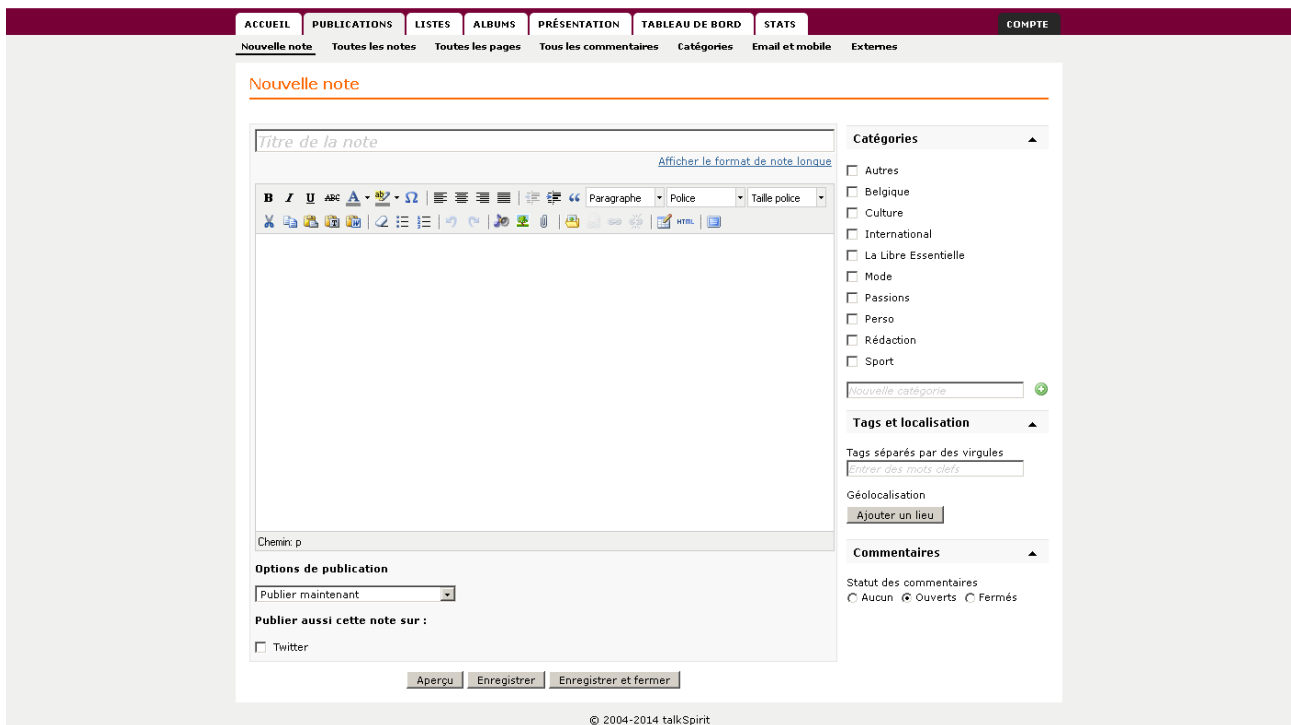 ACCUEIL PUBLICATIONS LISTES ALBUMS PRÉSENTATION TABLEAU DE BORD STATS COMPTE
Nouvelle note Toutes les notes Toutes les pages Tous les commentaires Catégories Email et mobile Externes
Nouvelle note
Titre de la note
Afficher le format de note longue
B I U ABC A ab Ω Paragraphe Police Taille police
HTML
Chemin: p
Options de publication
Publier maintenant
Publier aussi cette note sur :
Twitter
Aperçu Enregistrer Enregistrer et fermer
Catégories
Autres
Belgique
Culture
International
La Libre Essentielle
Mode
Passions
Perso
Rédaction
Sport
Nouvelle catégorie
Tags et localisation
Tags séparés par des virgules
Entrer des mots clefs
Géolocalisation
Ajouter un lieu
Commentaires
Statut des commentaires
Aucun Ouverts Fermés
© 2004-2014 talkSpirit